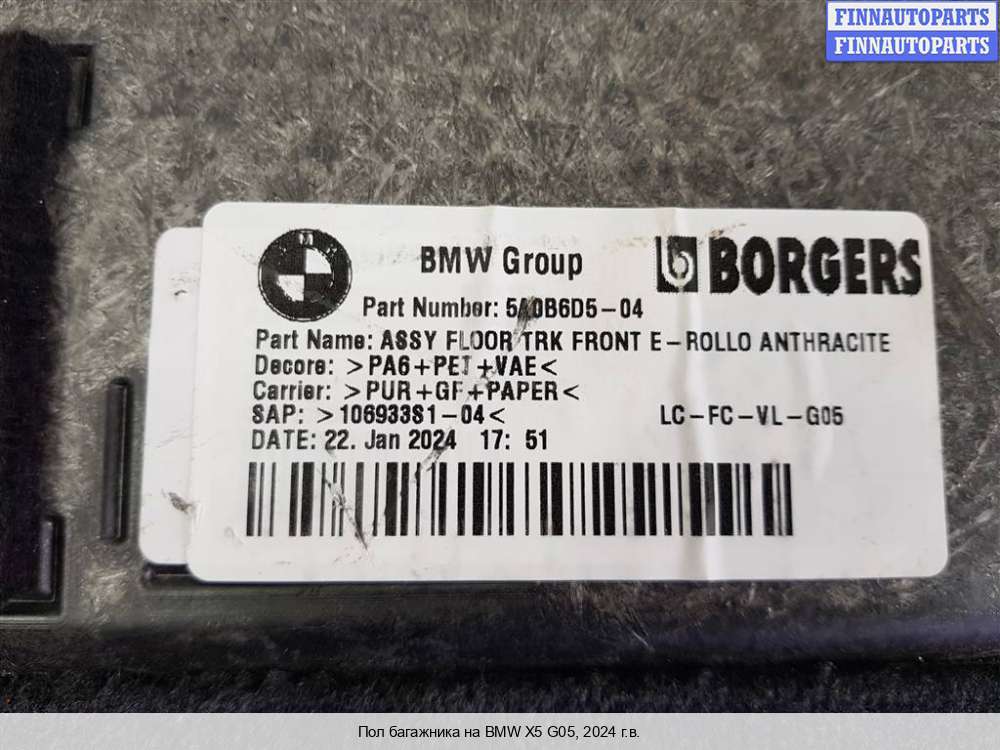 FINNAUTOPARTS
FINNAUTOPARTS
BMW Group
BORGERS
Part Number: 5A0B6D5-04
Part Name: ASSY FLOOR TRK FRONT E-ROLLO ANTHRACITE
Decore: >PA6+PET+VAE<
Carrier: >PUR+GF+PAPER<
SAP: >10693381-04< LC-FC-VL-G05
DATE: 22. Jan 2024 17: 51
Пол багажника на BMW X5 G05, 2024 г.в.